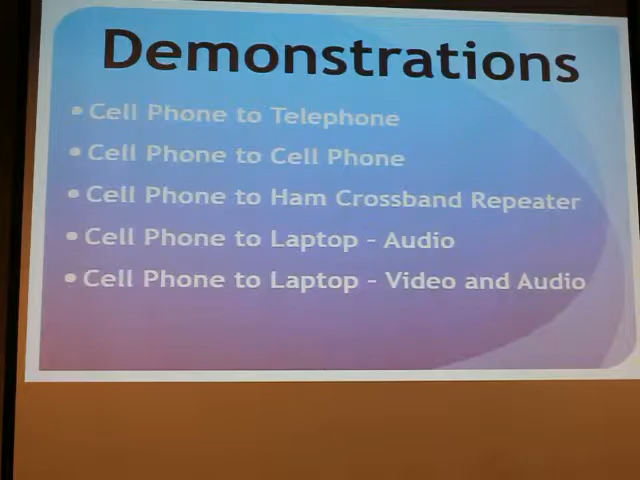 Demonstrations
• Cell Phone to Telephone
• Cell Phone to Cell Phone
• Cell Phone to Ham Crossband Repeater
• Cell Phone to Laptop - Audio
• Cell Phone to Laptop - Video and Audio